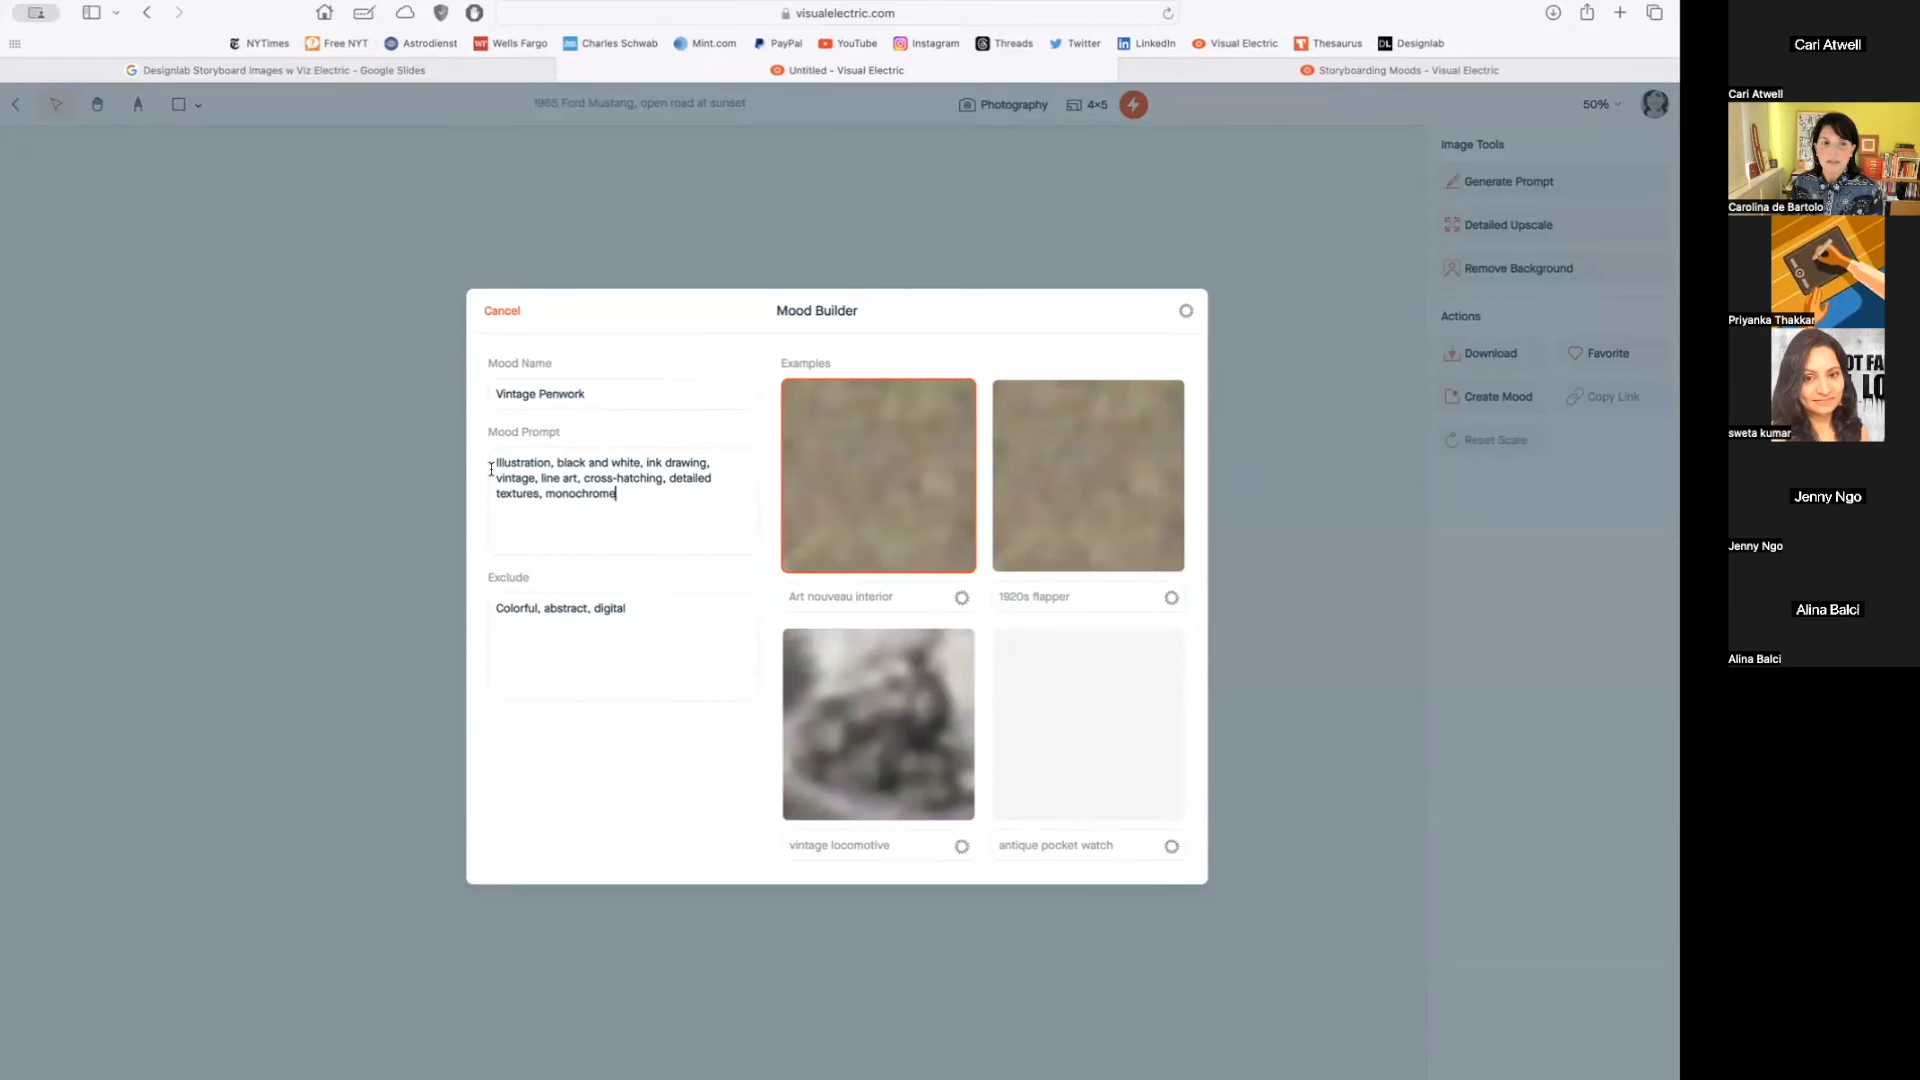 visualelectric.com
NYTimes
Free NYT
Astrodienst
Wells Fargo
Charles Schwab
Mint.com
PayPal
YouTube
Instagram
Threads
Twitter
LinkedIn
Visual Electric
Thesaurus
DL Designlab
Designlab Storyboard Images w Viz Electric - Google Slides
Untitled - Visual Electric
Storyboarding Moods - Visual Electric
1965 Ford Mustang, open road at sunset
Photography
4×5
50%
Image Tools
Generate Prompt
Detailed Upscale
Remove Background
Actions
Download
Favorite
Create Mood
Copy Link
Reset Scale
Cancel
Mood Builder
Mood Name
Vintage Penwork
Mood Prompt
Illustration, black and white, ink drawing,
vintage, line art, cross-hatching, detailed
textures, monochrome
Exclude
Colorful, abstract, digital
Examples
Art nouveau interior
1920s flapper
vintage locomotive
antique pocket watch
Cari Atwell
Cari Atwell
Carolina de Bartolo
Priyanka Thakkar
OT FA
LO
sweta kumar
Jenny Ngo
Jenny Ngo
Alina Balci
Alina Balci